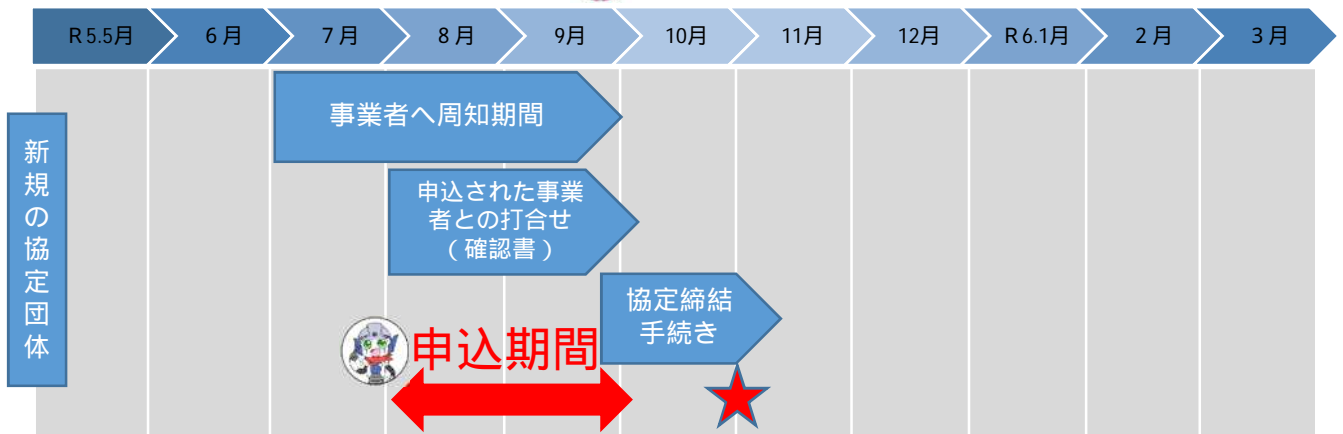 R5.5月
6月
7月
8月
9月
10月
11月
12月
R6.1月
2月
3月
新規の協定団体
事業者へ周知期間
申込された事業
者との打合せ
(確認書)
協定締結
手続き
申込期間